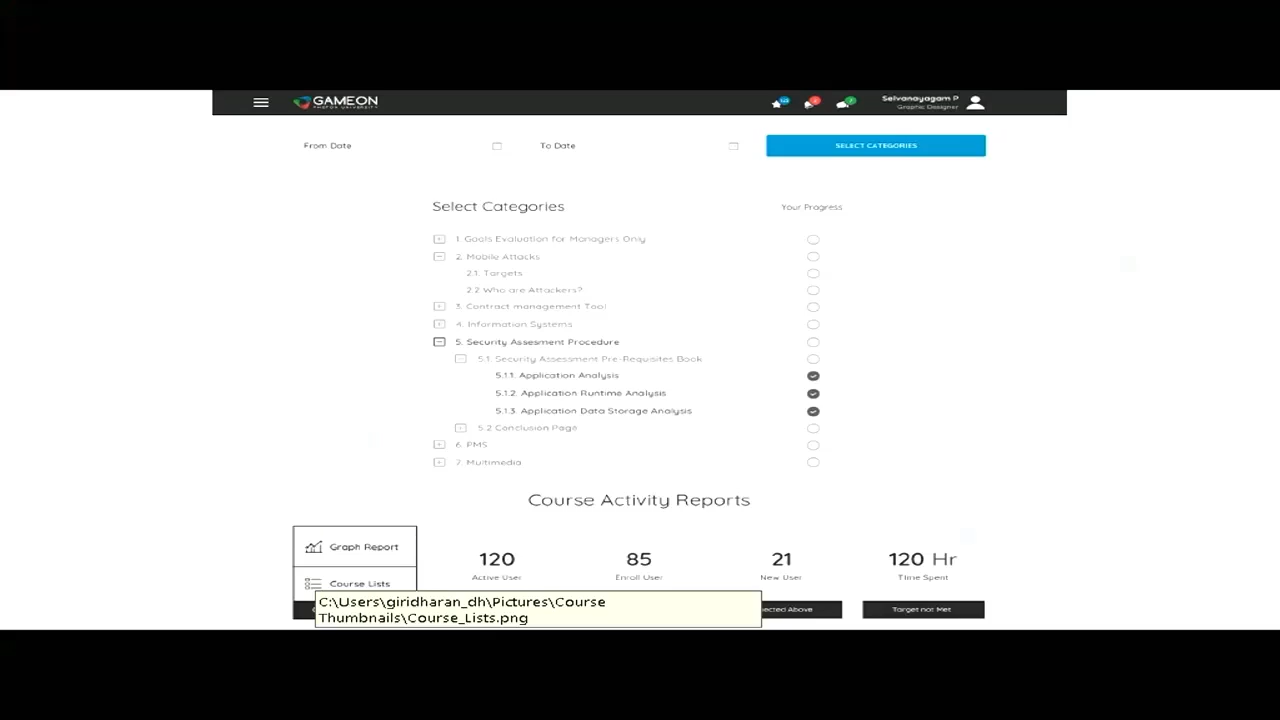 GAMEON
Selvanayagam P
Graphic Designer
From Date
To Date
SELECT CATEGORIES
Select Categories
Your Progress
1. Goals Evaluation for Managers Only
2. Mobile Attacks
2.1. Targets
2.2 Who are Attackers?
3. Contract management Tool
4. Information Systems
5. Security Assesment Procedure
5.1. Security Assessment Pre-Requisites Book
5.1.1. Application Analysis
5.1.2. Application Runtime Analysis
5.1.3. Application Data Storage Analysis
5.2 Conclusion Page
6. PMS
7. Multimedia
Course Activity Reports
Graph Report
Course Lists
120
Active User
85
Enroll User
21
New User
120 Hr
Time Spent
C:\Users\giridharan_dh\Pictures\Course
Thumbnails\Course_Lists.png
Above
Target not Met